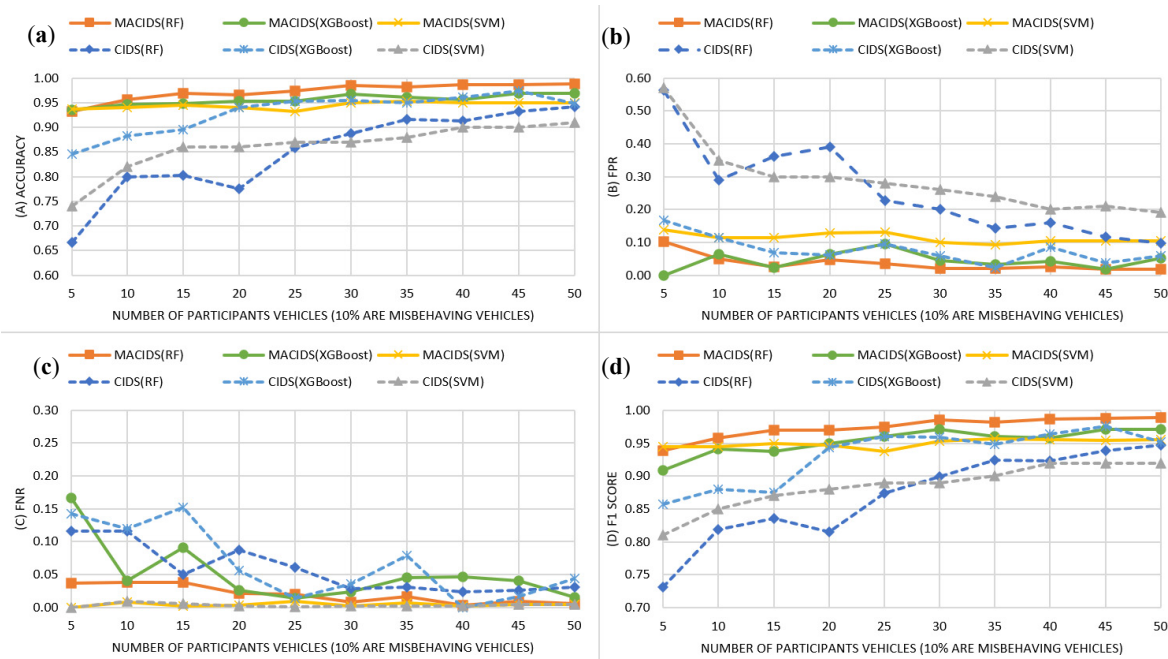 (a)
MACIDS(RF) MACIDS(XGBoost) MACIDS(SVM)
CIDS(RF) CIDS(XGBoost) CIDS(SVM)
(A) ACCURACY
1.00
0.95
0.90
0.85
0.80
0.75
0.70
0.65
0.60
5 10 15 20 25 30 35 40 45 50
NUMBER OF PARTICIPANTS VEHICLES (10% ARE MISBEHAVING VEHICLES)
(b)
MACIDS(RF) MACIDS(XGBoost) MACIDS(SVM)
CIDS(RF) CIDS(XGBoost) CIDS(SVM)
(B) FPR
0.60
0.50
0.40
0.30
0.20
0.10
0.00
5 10 15 20 25 30 35 40 45 50
NUMBER OF PARTICIPANTS VEHICLES (10% ARE MISBEHAVING VEHICLES)
(c)
MACIDS(RF) MACIDS(XGBoost) MACIDS(SVM)
CIDS(RF) CIDS(XGBoost) CIDS(SVM)
(C) FNR
0.30
0.25
0.20
0.15
0.10
0.05
0.00
5 10 15 20 25 30 35 40 45 50
NUMBER OF PARTICIPANTS VEHICLES (10% ARE MISBEHAVING VEHICLES)
(d)
MACIDS(RF) MACIDS(XGBoost) MACIDS(SVM)
CIDS(RF) CIDS(XGBoost) CIDS(SVM)
(D) F1 SCORE
1.00
0.95
0.90
0.85
0.80
0.75
0.70
5 10 15 20 25 30 35 40 45 50
NUMBER OF PARTICIPANTS VEHICLES (10% ARE MISBEHAVING VEHICLES)